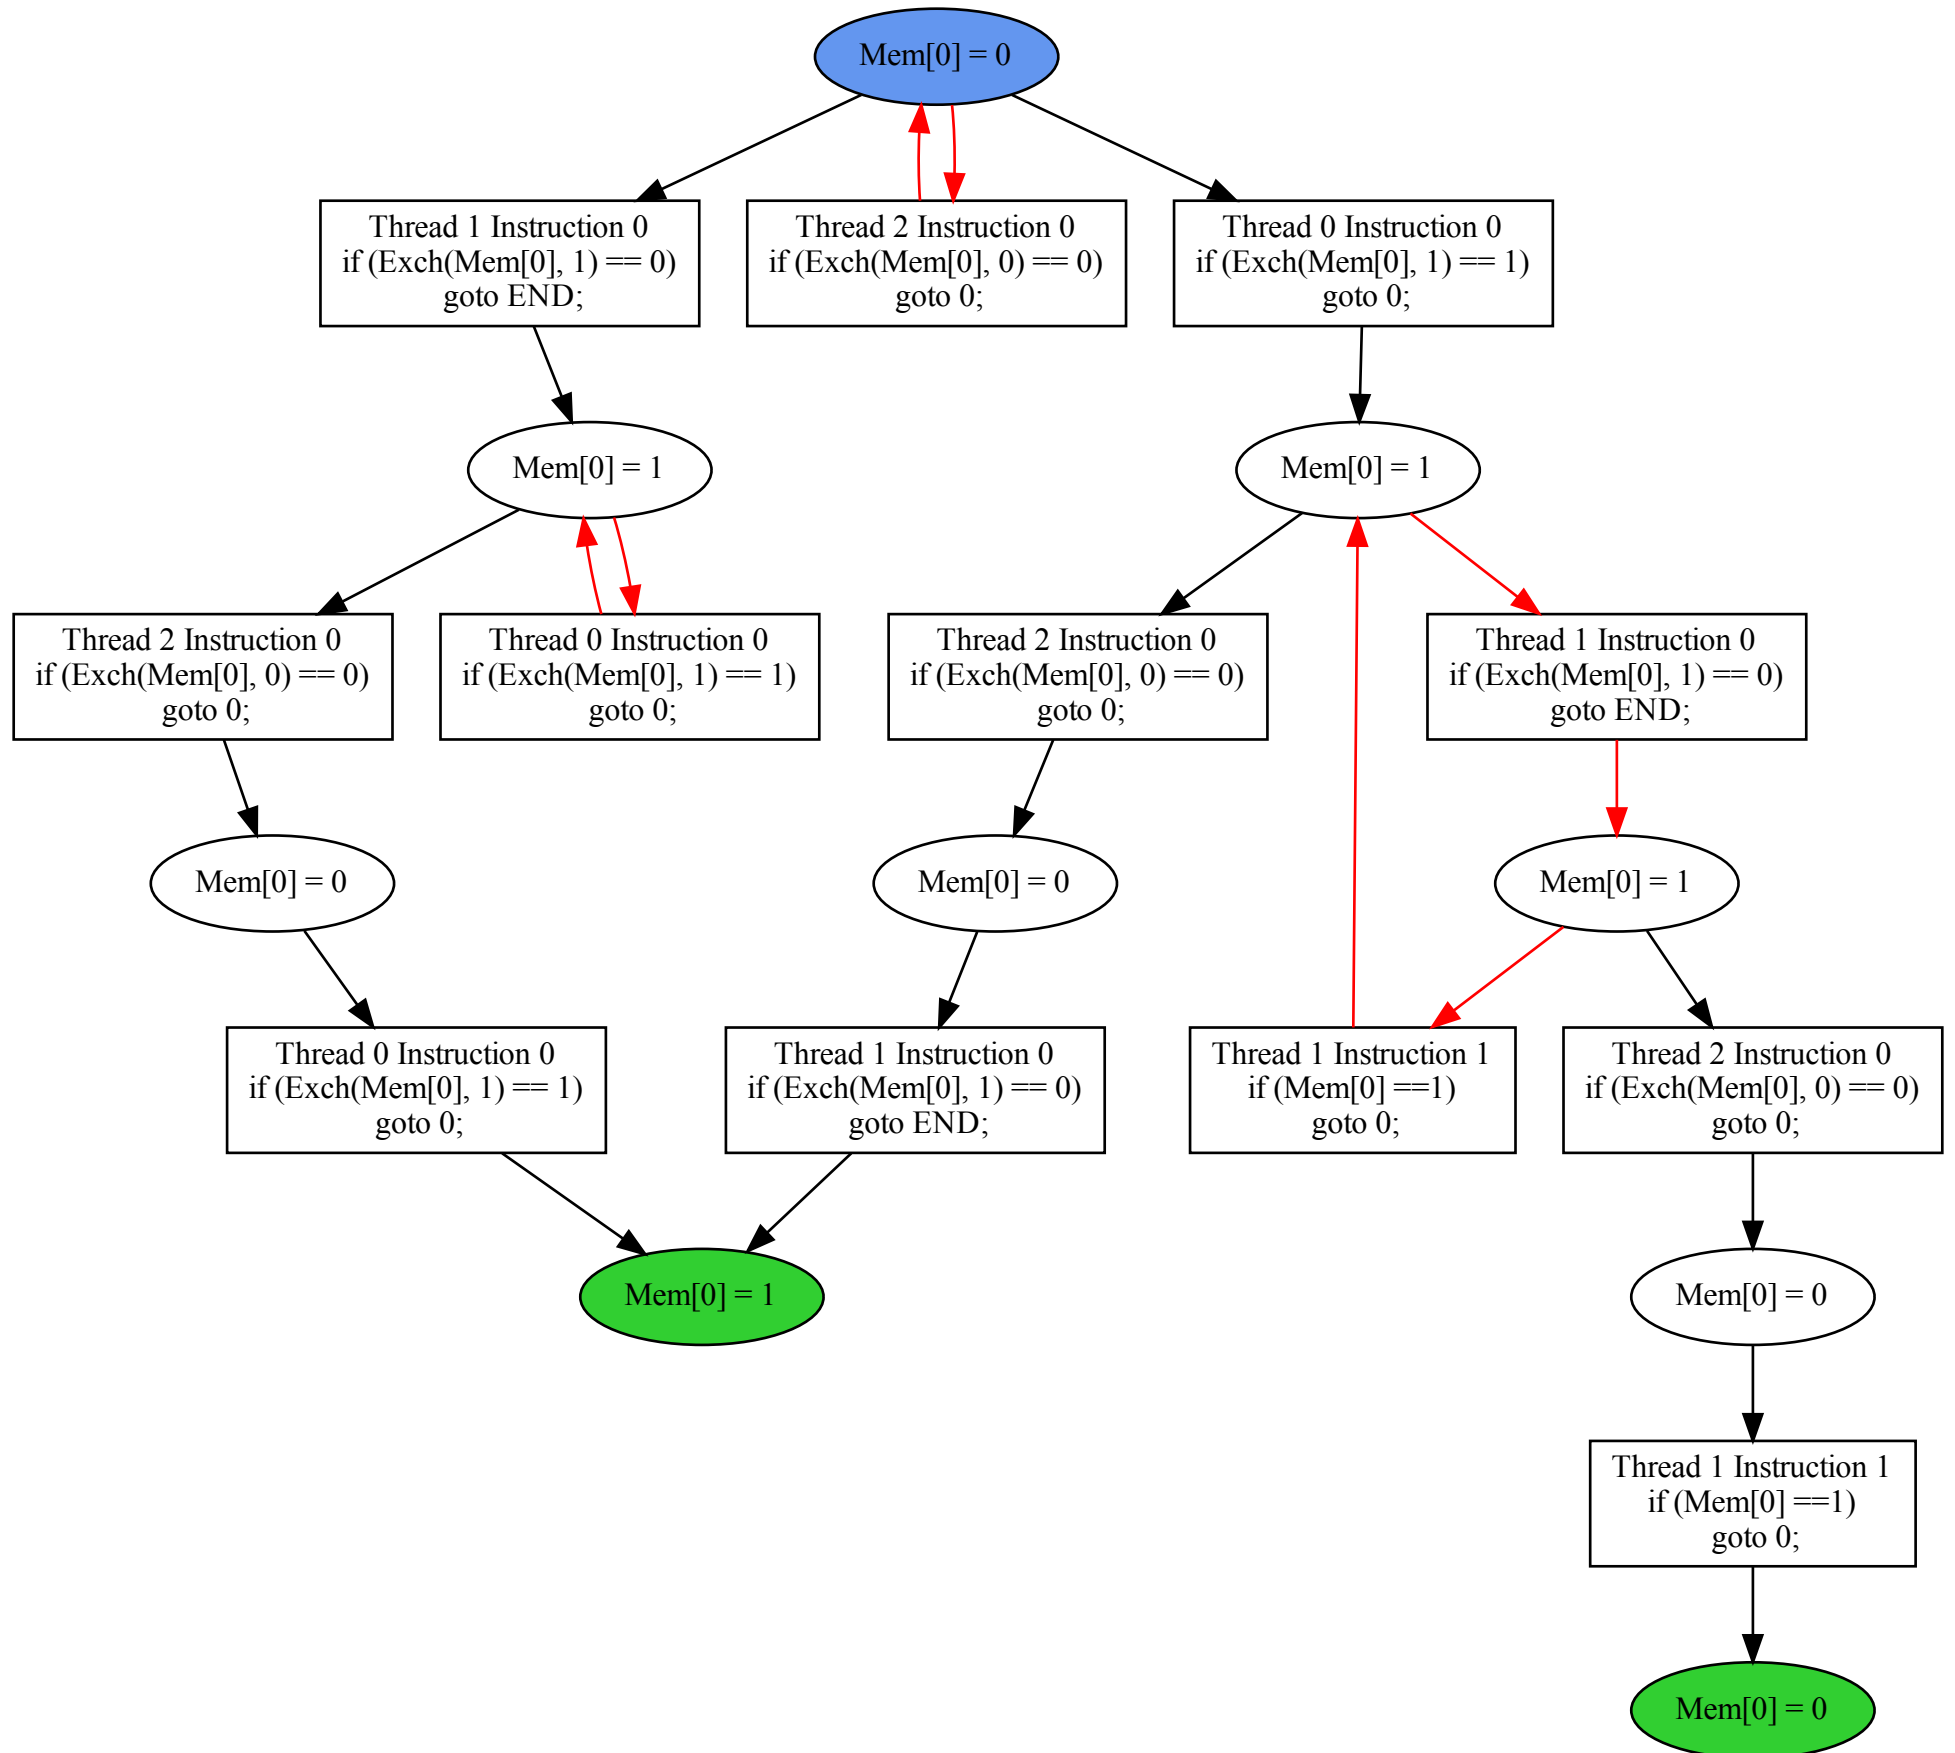 Mem[0] = 0
Thread 1 Instruction 0
if (Exch(Mem[0], 1) == 0)
goto END;
Thread 2 Instruction 0
if (Exch(Mem[0], 0) == 0)
goto 0;
Thread 0 Instruction 0
if (Exch(Mem[0], 1) == 1)
goto 0;
Mem[0] = 1
Mem[0] = 1
Thread 2 Instruction 0
if (Exch(Mem[0], 0) == 0)
goto 0;
Thread 0 Instruction 0
if (Exch(Mem[0], 1) == 1)
goto 0;
Thread 2 Instruction 0
if (Exch(Mem[0], 0) == 0)
goto 0;
Thread 1 Instruction 0
if (Exch(Mem[0], 1) == 0)
goto END;
Mem[0] = 0
Mem[0] = 0
Mem[0] = 1
Thread 0 Instruction 0
if (Exch(Mem[0], 1) == 1)
goto 0;
Thread 1 Instruction 0
if (Exch(Mem[0], 1) == 0)
goto END;
Thread 1 Instruction 1
if (Mem[0] ==1)
goto 0;
Thread 2 Instruction 0
if (Exch(Mem[0], 0) == 0)
goto 0;
Mem[0] = 1
Mem[0] = 0
Thread 1 Instruction 1
if (Mem[0] ==1)
goto 0;
Mem[0] = 0